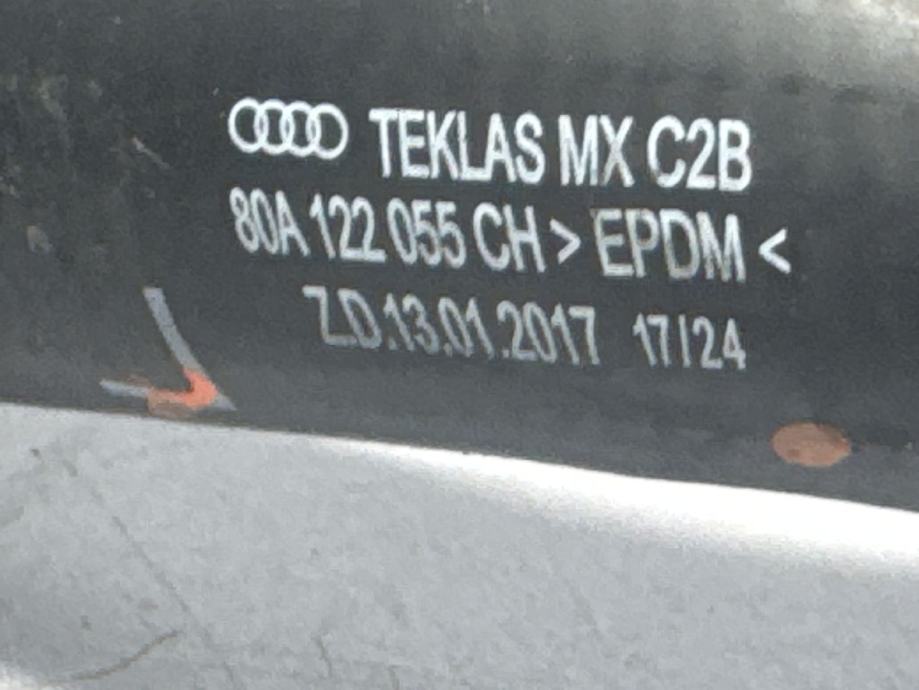 TEKLAS MX C2B
80A 122 055 CH > EPDM <
Z.D.13.01.2017 17/24